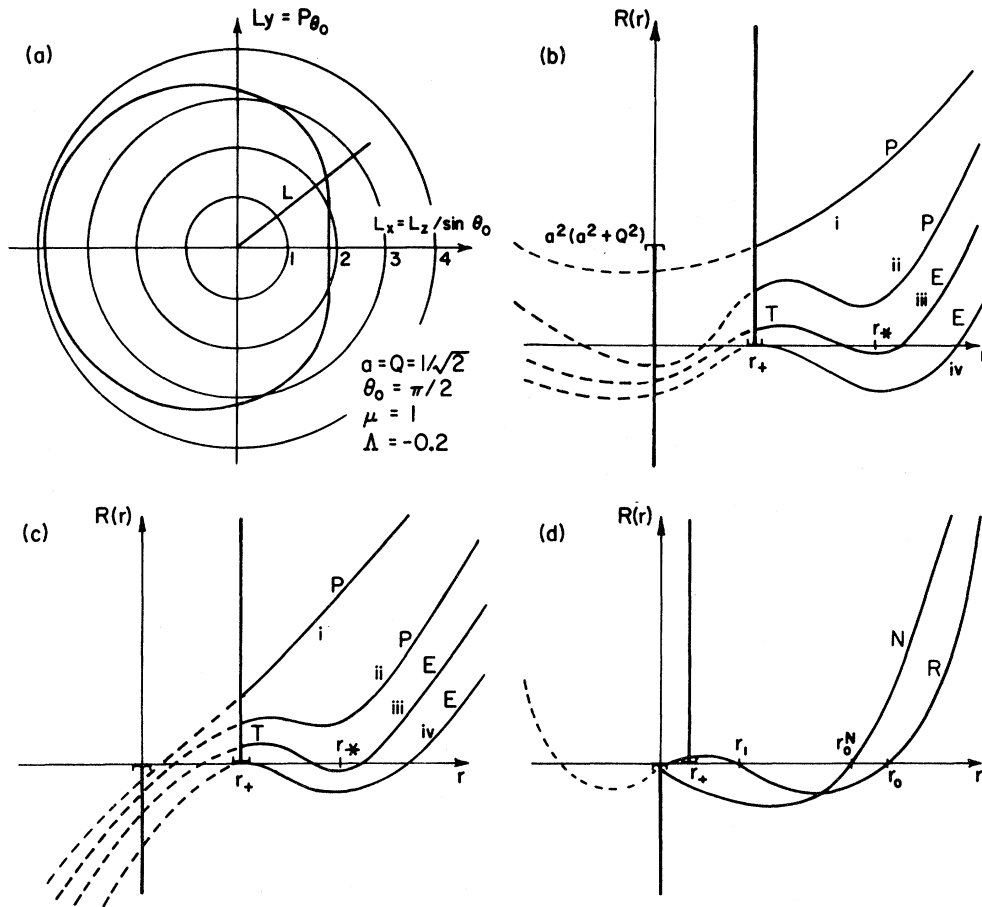 (a)
Ly = Pθ₀
L
Lₓ = L_z / sin θ₀
1 2 3 4
a = Q = 1/√2
θ₀ = π/2
μ = 1
Λ = -0.2
(b)
R(r)
a²(a² + Q²)
P
i
P
ii
E
iii
E
iv
T
r₊
r*
r
(c)
R(r)
P
i
P
ii
E
iii
E
iv
T
r₊
r*
r
(d)
R(r)
N
R
r₊
r₁
r₀ᴺ
r₀
r